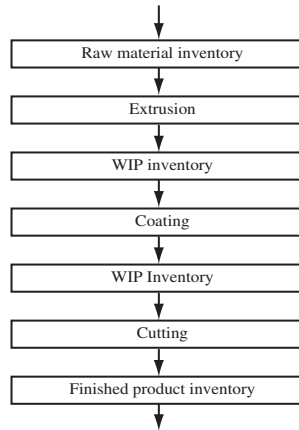 Raw material inventory
Extrusion
WIP inventory
Coating
WIP Inventory
Cutting
Finished product inventory